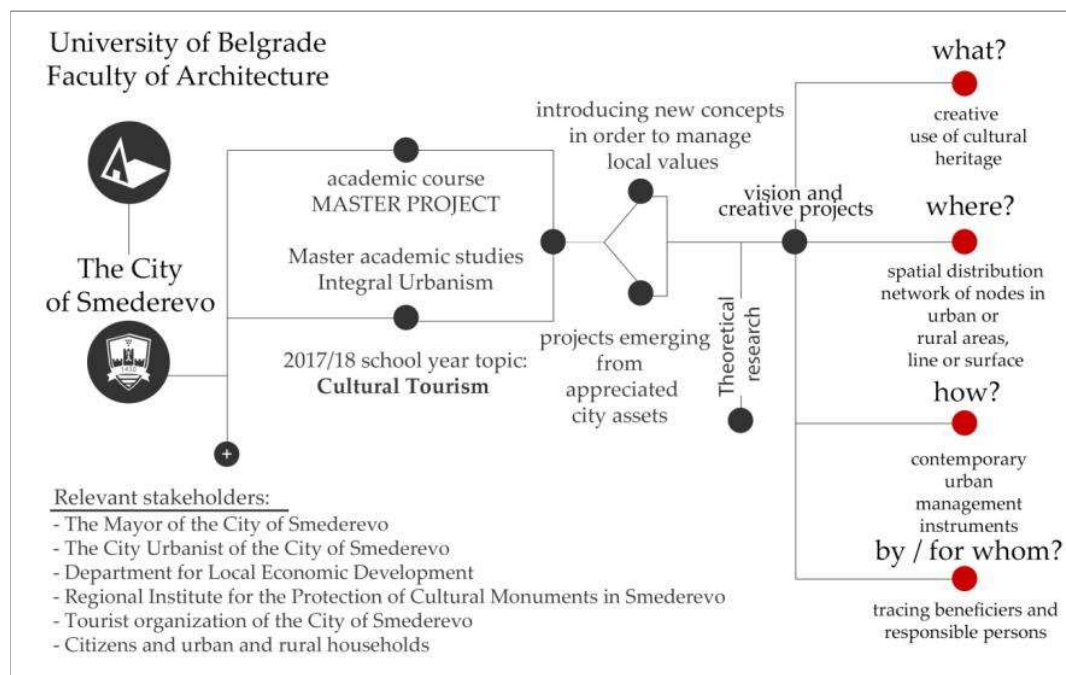 University of Belgrade
Faculty of Architecture
The City
of Smederevo
1430
+
academic course
MASTER PROJECT
Master academic studies
Integral Urbanism
2017/18 school year topic:
Cultural Tourism
introducing new concepts
in order to manage
local values
projects emerging
from
appreciated
city assets
Theoretical
research
vision and
creative projects
what?
creative
use of cultural
heritage
where?
spatial distribution
network of nodes in
urban or
rural areas,
line or surface
how?
contemporary
urban
management
instruments
by / for whom?
tracing beneficiers and
responsible persons
Relevant stakeholders:
- The Mayor of the City of Smederevo
- The City Urbanist of the City of Smederevo
- Department for Local Economic Development
- Regional Institute for the Protection of Cultural Monuments in Smederevo
- Tourist organization of the City of Smederevo
- Citizens and urban and rural households